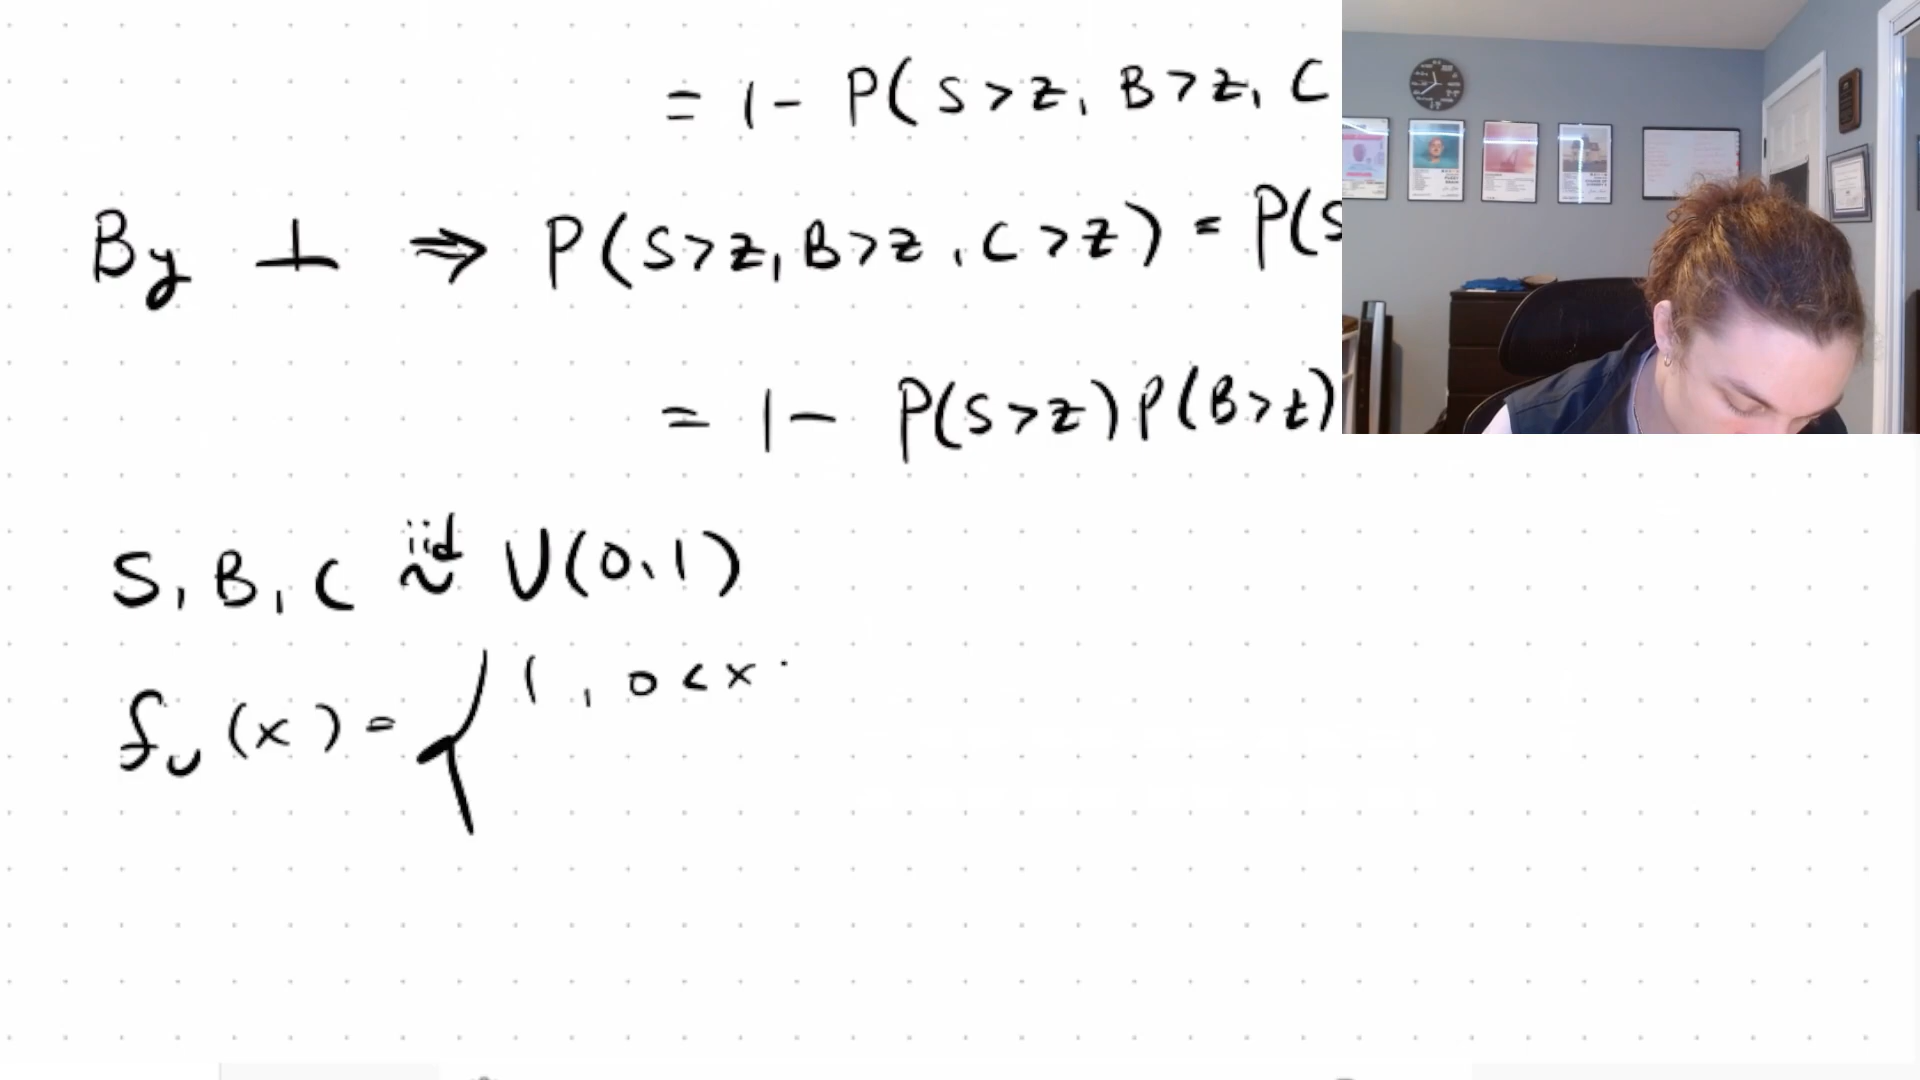 = 1 - P(S>z, B>z, C
By ⊥ ⇒ P(S>z, B>z, C>z) = P(S
= 1 - P(S>z)P(B>z)
S, B, C iid ~ U(0,1)
f_U(x) = { 1, 0<x